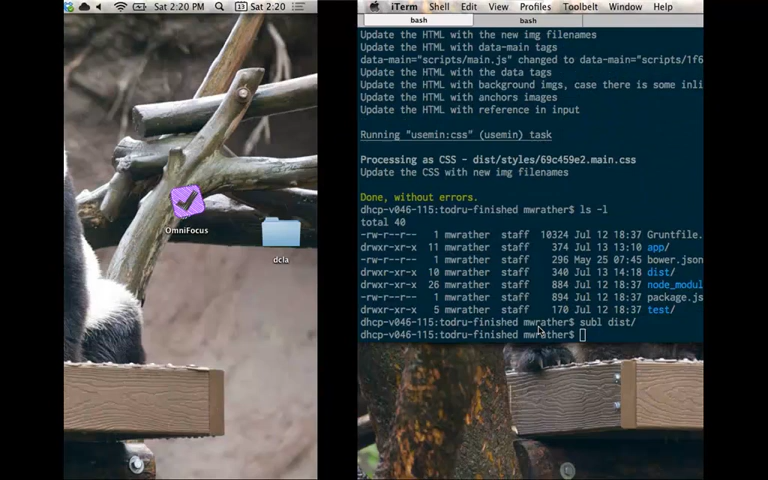 Sat 2:20 PM
13
Sat 2:20
OmniFocus
dcla
iTerm Shell Edit View Profiles Toolbelt Window Help
bash
bash
Update the HTML with the new img filenames
Update the HTML with data-main tags
data-main="scripts/main.js" changed to data-main="scripts/1f6
Update the HTML with the data tags
Update the HTML with background imgs, case there is some inli
Update the HTML with anchors images
Update the HTML with reference in input
Running "usemin:css" (usemin) task
Processing as CSS - dist/styles/69c459e2.main.css
Update the CSS with new img filenames
Done, without errors.
dhcp-v046-115:todru-finished mwrather$ ls -l
total 40
-rw-r--r-- 1 mwrather staff 10324 Jul 12 18:37 Gruntfile.
drwxr-xr-x 11 mwrather staff 374 Jul 13 13:10 app/
-rw-r--r-- 1 mwrather staff 296 May 25 07:45 bower.json
drwxr-xr-x 10 mwrather staff 340 Jul 13 14:18 dist/
drwxr-xr-x 26 mwrather staff 884 Jul 12 18:37 node_modul
-rw-r--r-- 1 mwrather staff 894 Jul 12 18:37 package.js
drwxr-xr-x 5 mwrather staff 170 Jul 12 18:37 test/
dhcp-v046-115:todru-finished mwrather$ subl dist/
dhcp-v046-115:todru-finished mwrather$